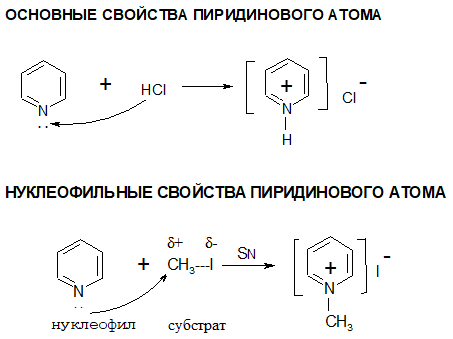 ОСНОВНЫЕ СВОЙСТВА ПИРИДИНОВОГО АТОМА
N + HCl + N H Cl -
НУКЛЕОФИЛЬНЫЕ СВОЙСТВА ПИРИДИНОВОГО АТОМА
δ+ δ-
N + CH3---I SN + N CH3 I -
нуклеофил субстрат